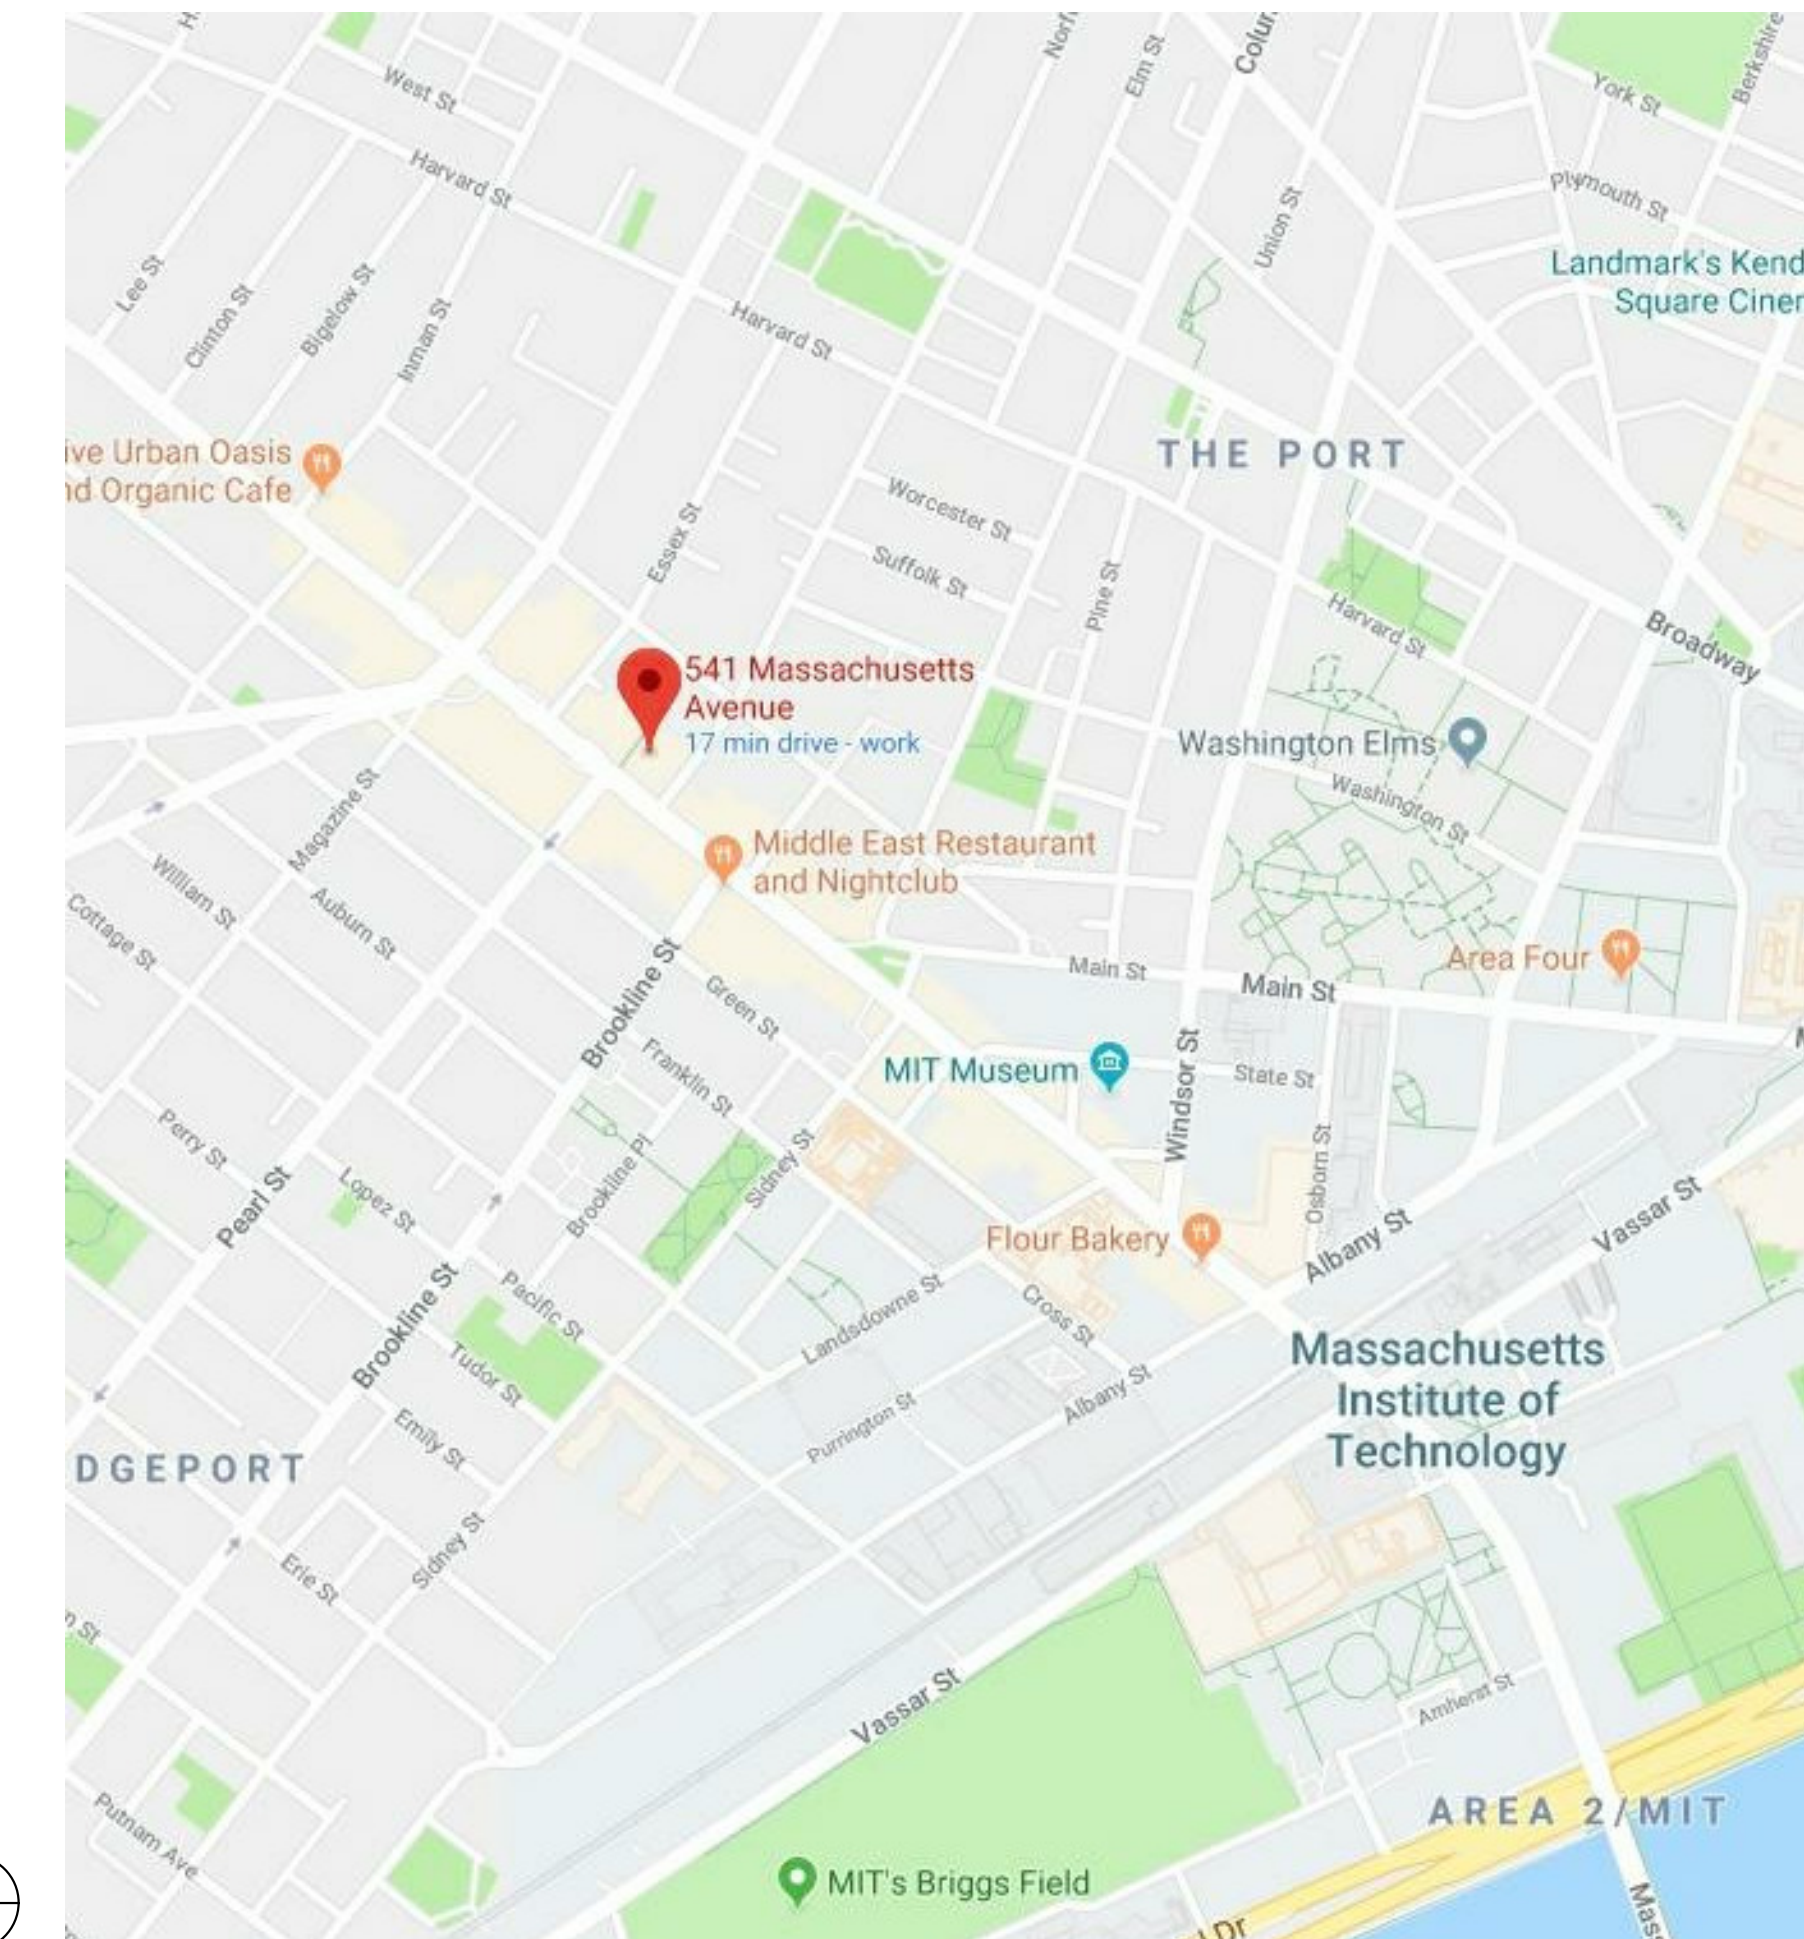 West St
Harvard St
Elm St
Colu
York St
Berkshire
Plymouth St
Union St
Landmark's Kend
Square Ciner
Lee St
Clinton St
Bigelow St
Inman St
Harvard St
THE PORT
ive Urban Oasis
nd Organic Cafe
Worcester St
Suffolk St
Essex St
Pine St
Harvard St
Broadway
541 Massachusetts
Avenue
17 min drive - work
Washington Elms
Washington St
Magazine St
William St
Auburn St
Cottage St
Middle East Restaurant
and Nightclub
Area Four
Main St
Main St
Brookline St
Green St
Franklin St
MIT Museum
State St
Windsor St
Osborn St
Perry St
Pearl St
Lopez St
Brookline Pl
Sidney St
Flour Bakery
Albany St
Vassar St
Brookline St
Pacific St
Tudor St
Landsdowne St
Cross St
Albany St
Purrington St
Massachusetts
Institute of
Technology
DGEPORT
Emily St
Sidney St
Erie St
n St
Vassar St
Amherst St
AREA 2/MIT
Putnam Ave
MIT's Briggs Field
l Dr
Mass